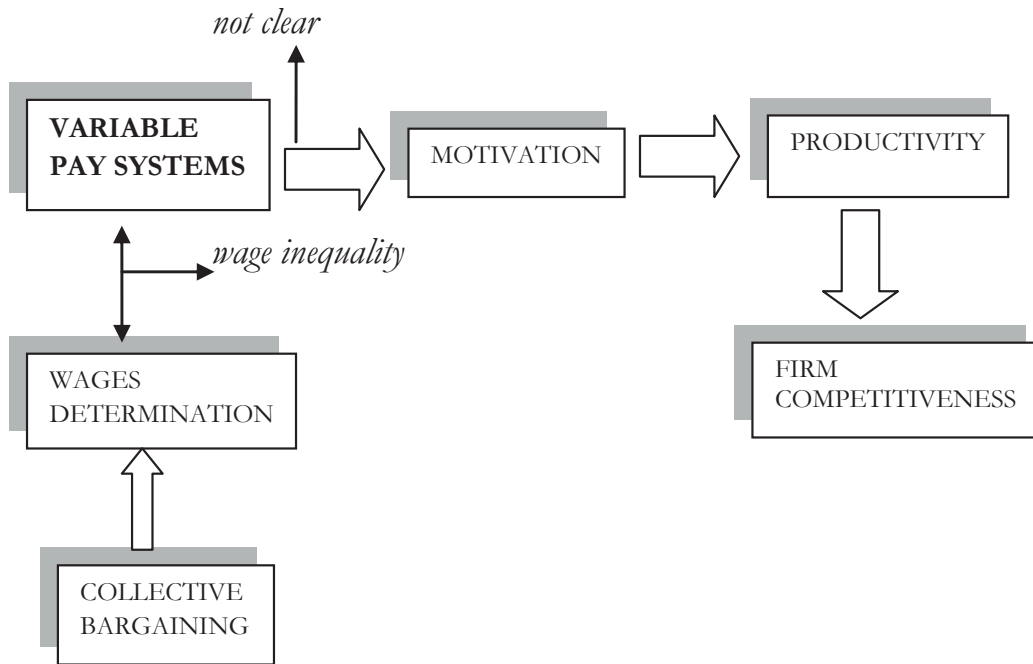 not clear
VARIABLE
PAY SYSTEMS
MOTIVATION
PRODUCTIVITY
wage inequality
WAGES
DETERMINATION
FIRM
COMPETITIVENESS
COLLECTIVE
BARGAINING